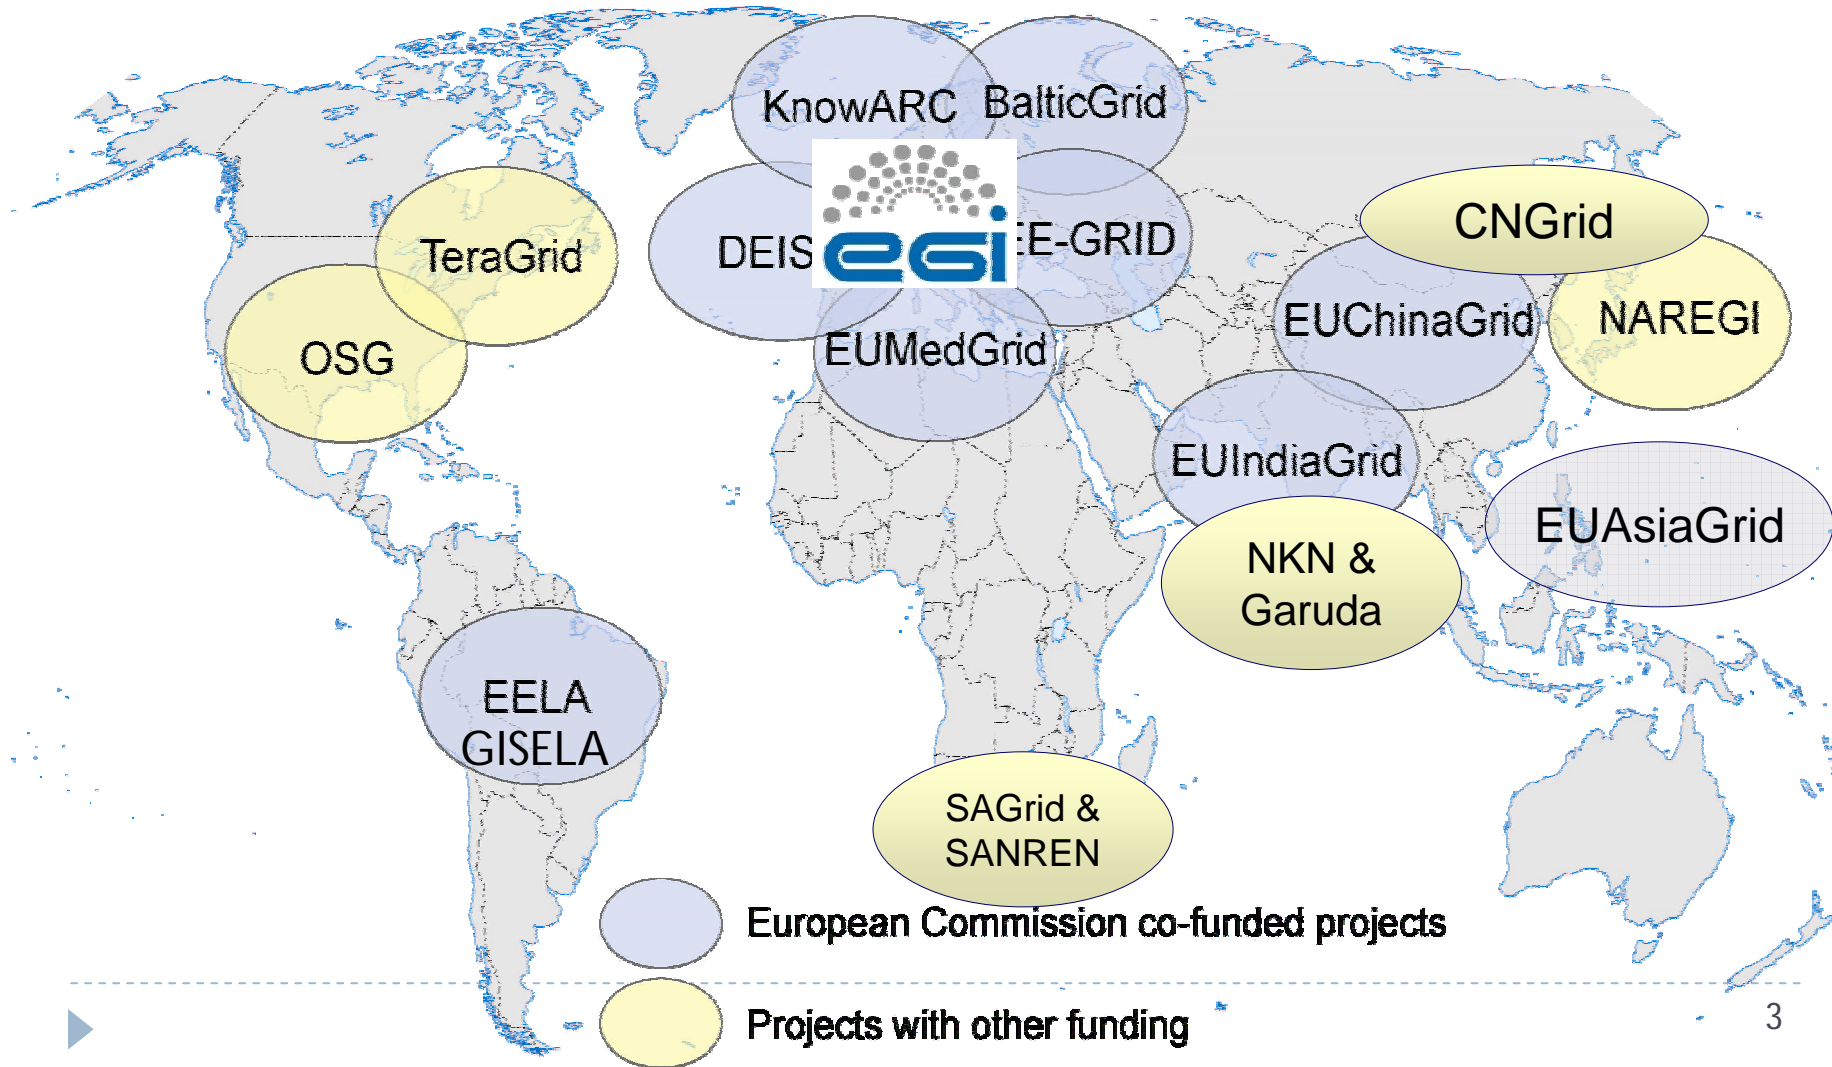 KnowARC
BalticGrid
TeraGrid
DEIS
egi
EE-GRID
CNGrid
OSG
EUMedGrid
EUChinaGrid
NAREGI
EUIndiaGrid
EUAsiaGrid
NKN &
Garuda
EELA
GISELA
SAGrid &
SANREN
European Commission co-funded projects
Projects with other funding
3